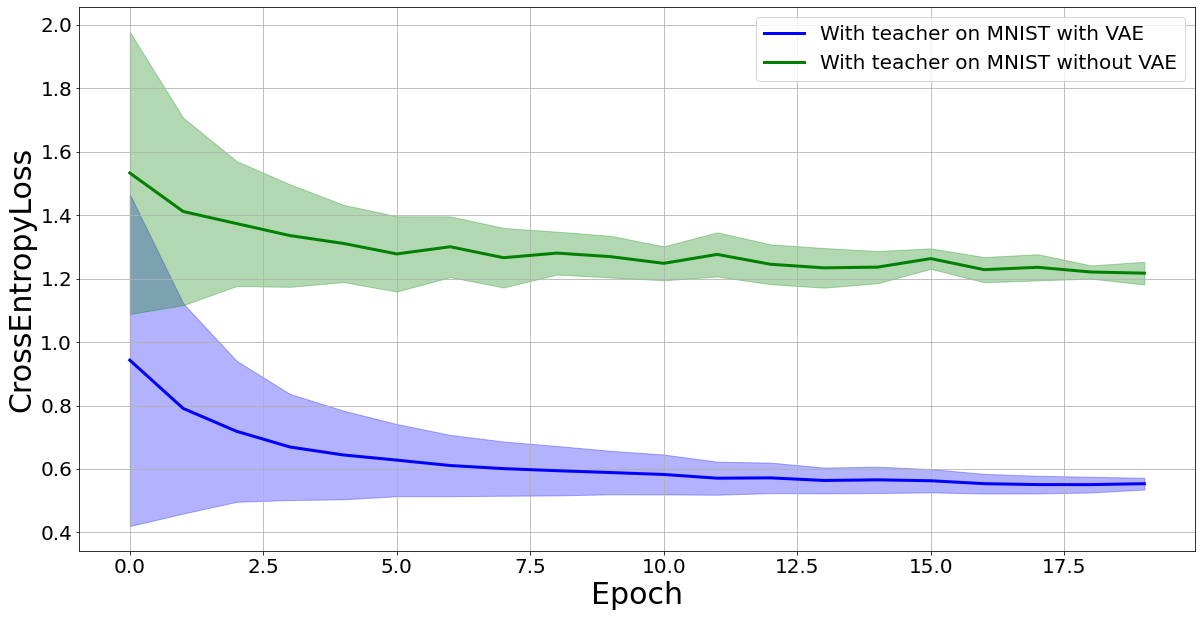 With teacher on MNIST with VAE
With teacher on MNIST without VAE
CrossEntropyLoss
2.0
1.8
1.6
1.4
1.2
1.0
0.8
0.6
0.4
0.0 2.5 5.0 7.5 10.0 12.5 15.0 17.5
Epoch